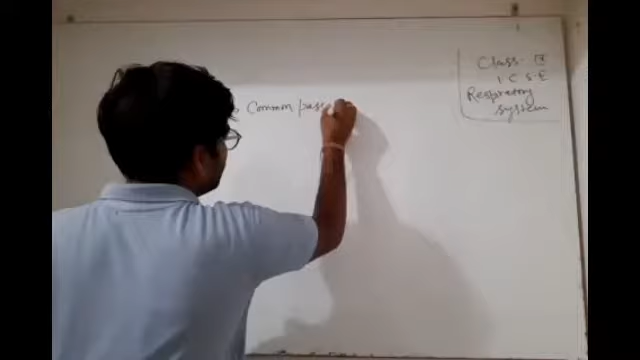 Common pass
Class - IX
I C S E
Respiratory
system